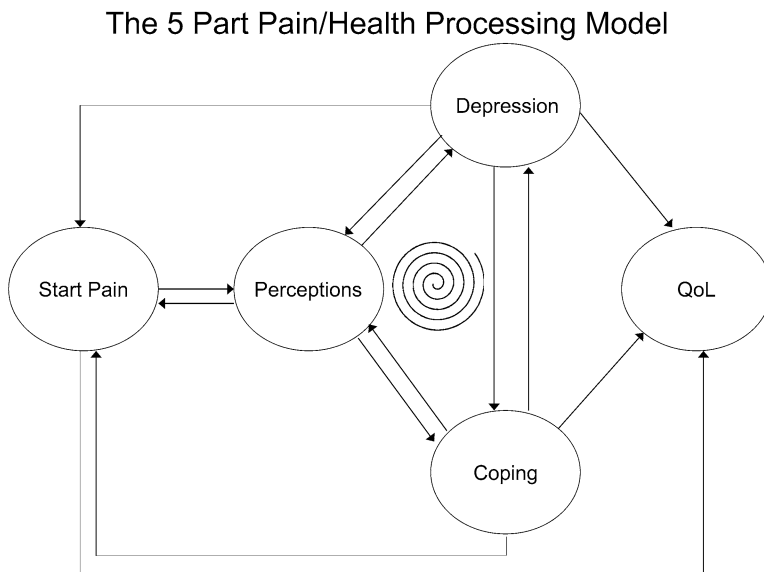 The 5 Part Pain/Health Processing Model
Depression
Start Pain
Perceptions
QoL
Coping